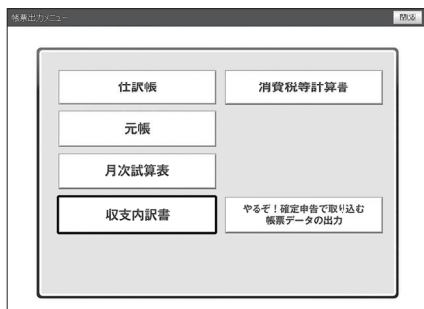 帳票出力メニュー
閉じる
仕訳帳
消費税等計算書
元帳
月次試算表
収支内訳書
やるぞ！確定申告で取り込む
帳票データの出力